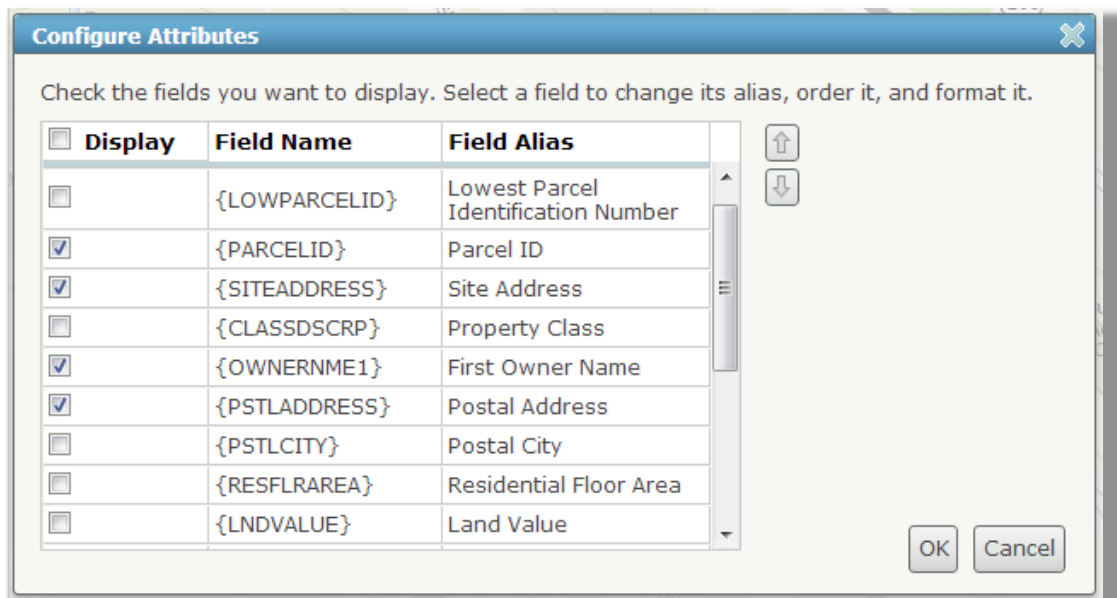 Configure Attributes
Check the fields you want to display. Select a field to change its alias, order it, and format it.
Display Field Name Field Alias
{LOWPARCELID} Lowest Parcel
Identification Number
{PARCELID} Parcel ID
{SITEADDRESS} Site Address
{CLASSDSCRP} Property Class
{OWNERNME1} First Owner Name
{PSTLADDRESS} Postal Address
{PSTLCITY} Postal City
{RESFLRAREA} Residential Floor Area
{LNDVALUE} Land Value
OK Cancel